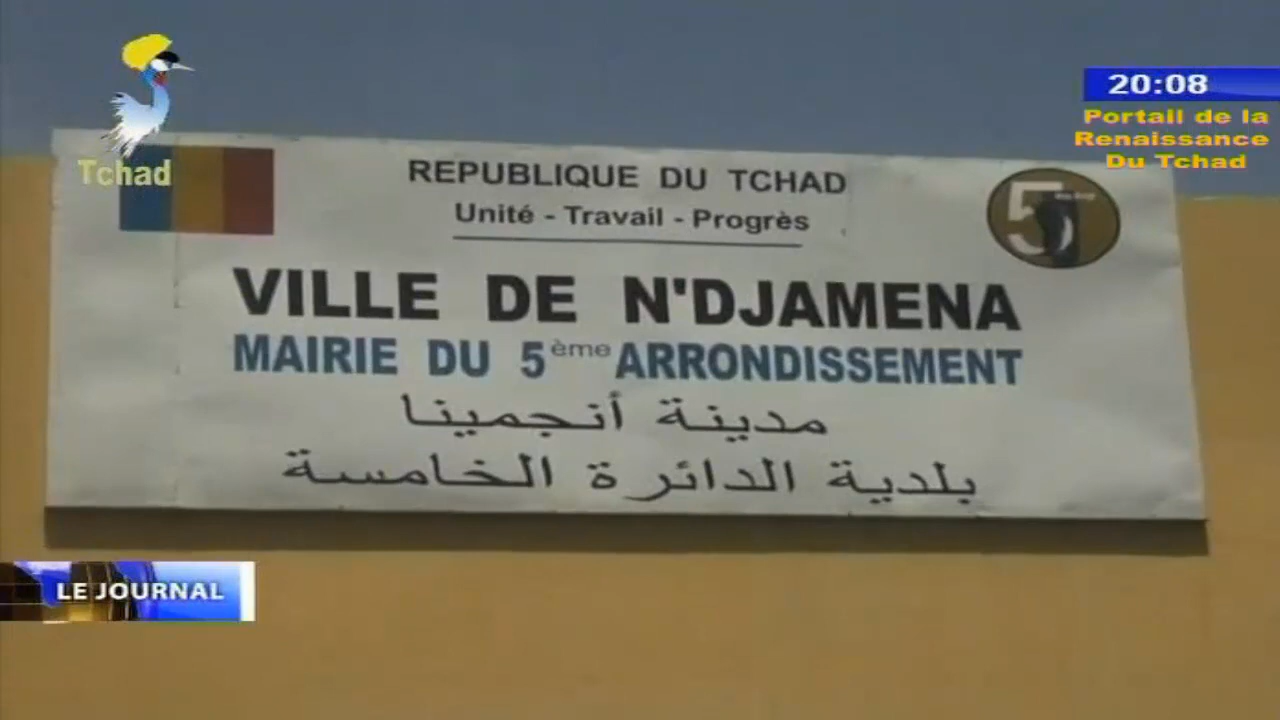 Tchad
20:08
Portail de la
Renaissance
Du Tchad
REPUBLIQUE DU TCHAD
Unité - Travail - Progrès
5
VILLE DE N'DJAMENA
MAIRIE DU 5ème ARRONDISSEMENT
مدينة أنجمينا
بلدية الدائرة الخامسة
LE JOURNAL